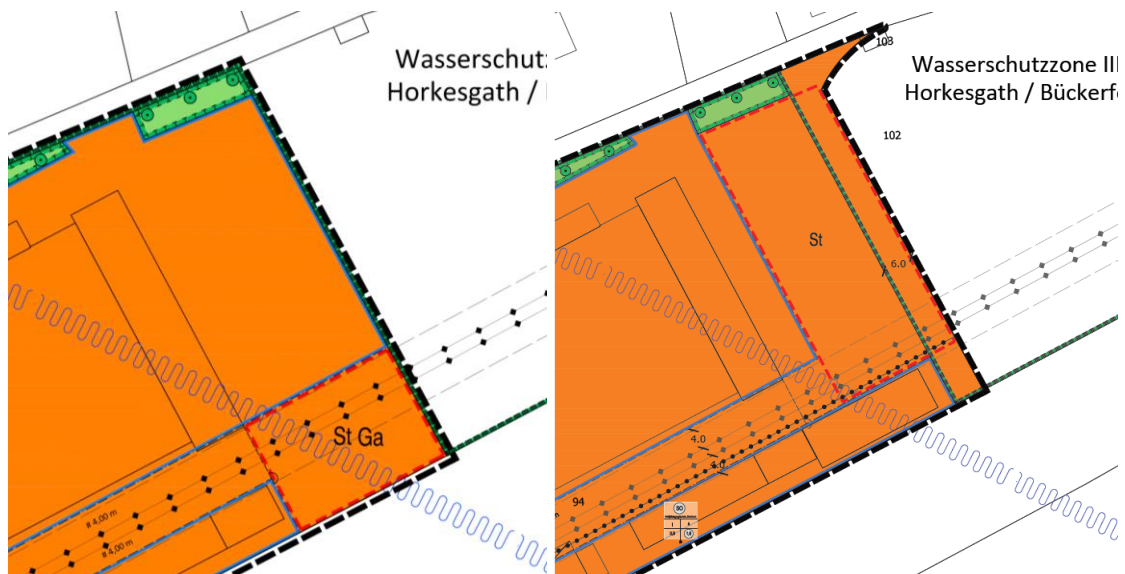 Wasserschutz
Horkesgath /
St Ga
# 4,00 m
# 4,00 m
103
Wasserschutzzone III
Horkesgath / Bückerf
102
St
6.0
4.0
4.0
94
SO